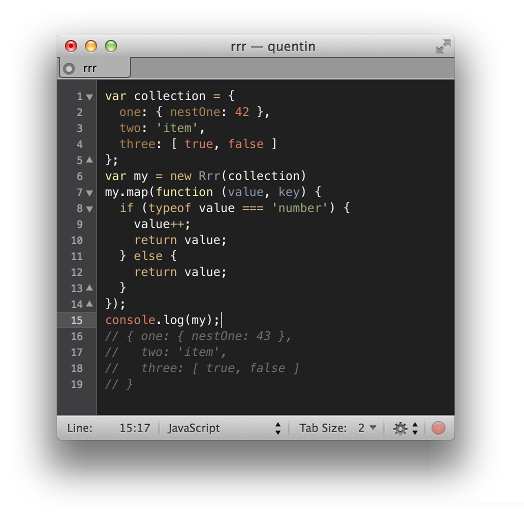 rrr — quentin
rrr
1 var collection = {
2   one: { nestOne: 42 },
3   two: 'item',
4   three: [ true, false ]
5 };
6 var my = new Rrr(collection)
7 my.map(function (value, key) {
8   if (typeof value === 'number') {
9     value++;
10     return value;
11   } else {
12     return value;
13   }
14 });
15 console.log(my);
16 // { one: { nestOne: 43 },
17 //   two: 'item',
18 //   three: [ true, false ]
19 // }
Line: 15:17 JavaScript Tab Size: 2